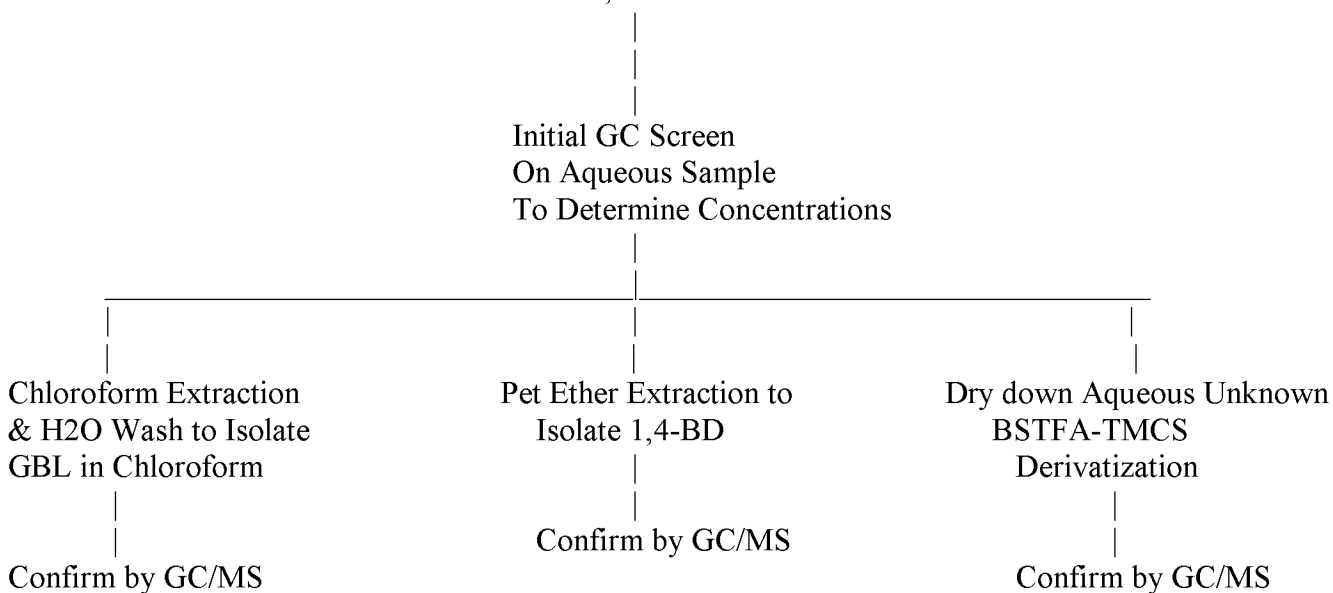 Initial GC Screen
On Aqueous Sample
To Determine Concentrations
Chloroform Extraction
& H2O Wash to Isolate
GBL in Chloroform
Confirm by GC/MS
Pet Ether Extraction to
Isolate 1,4-BD
Confirm by GC/MS
Dry down Aqueous Unknown
BSTFA-TMCS
Derivatization
Confirm by GC/MS